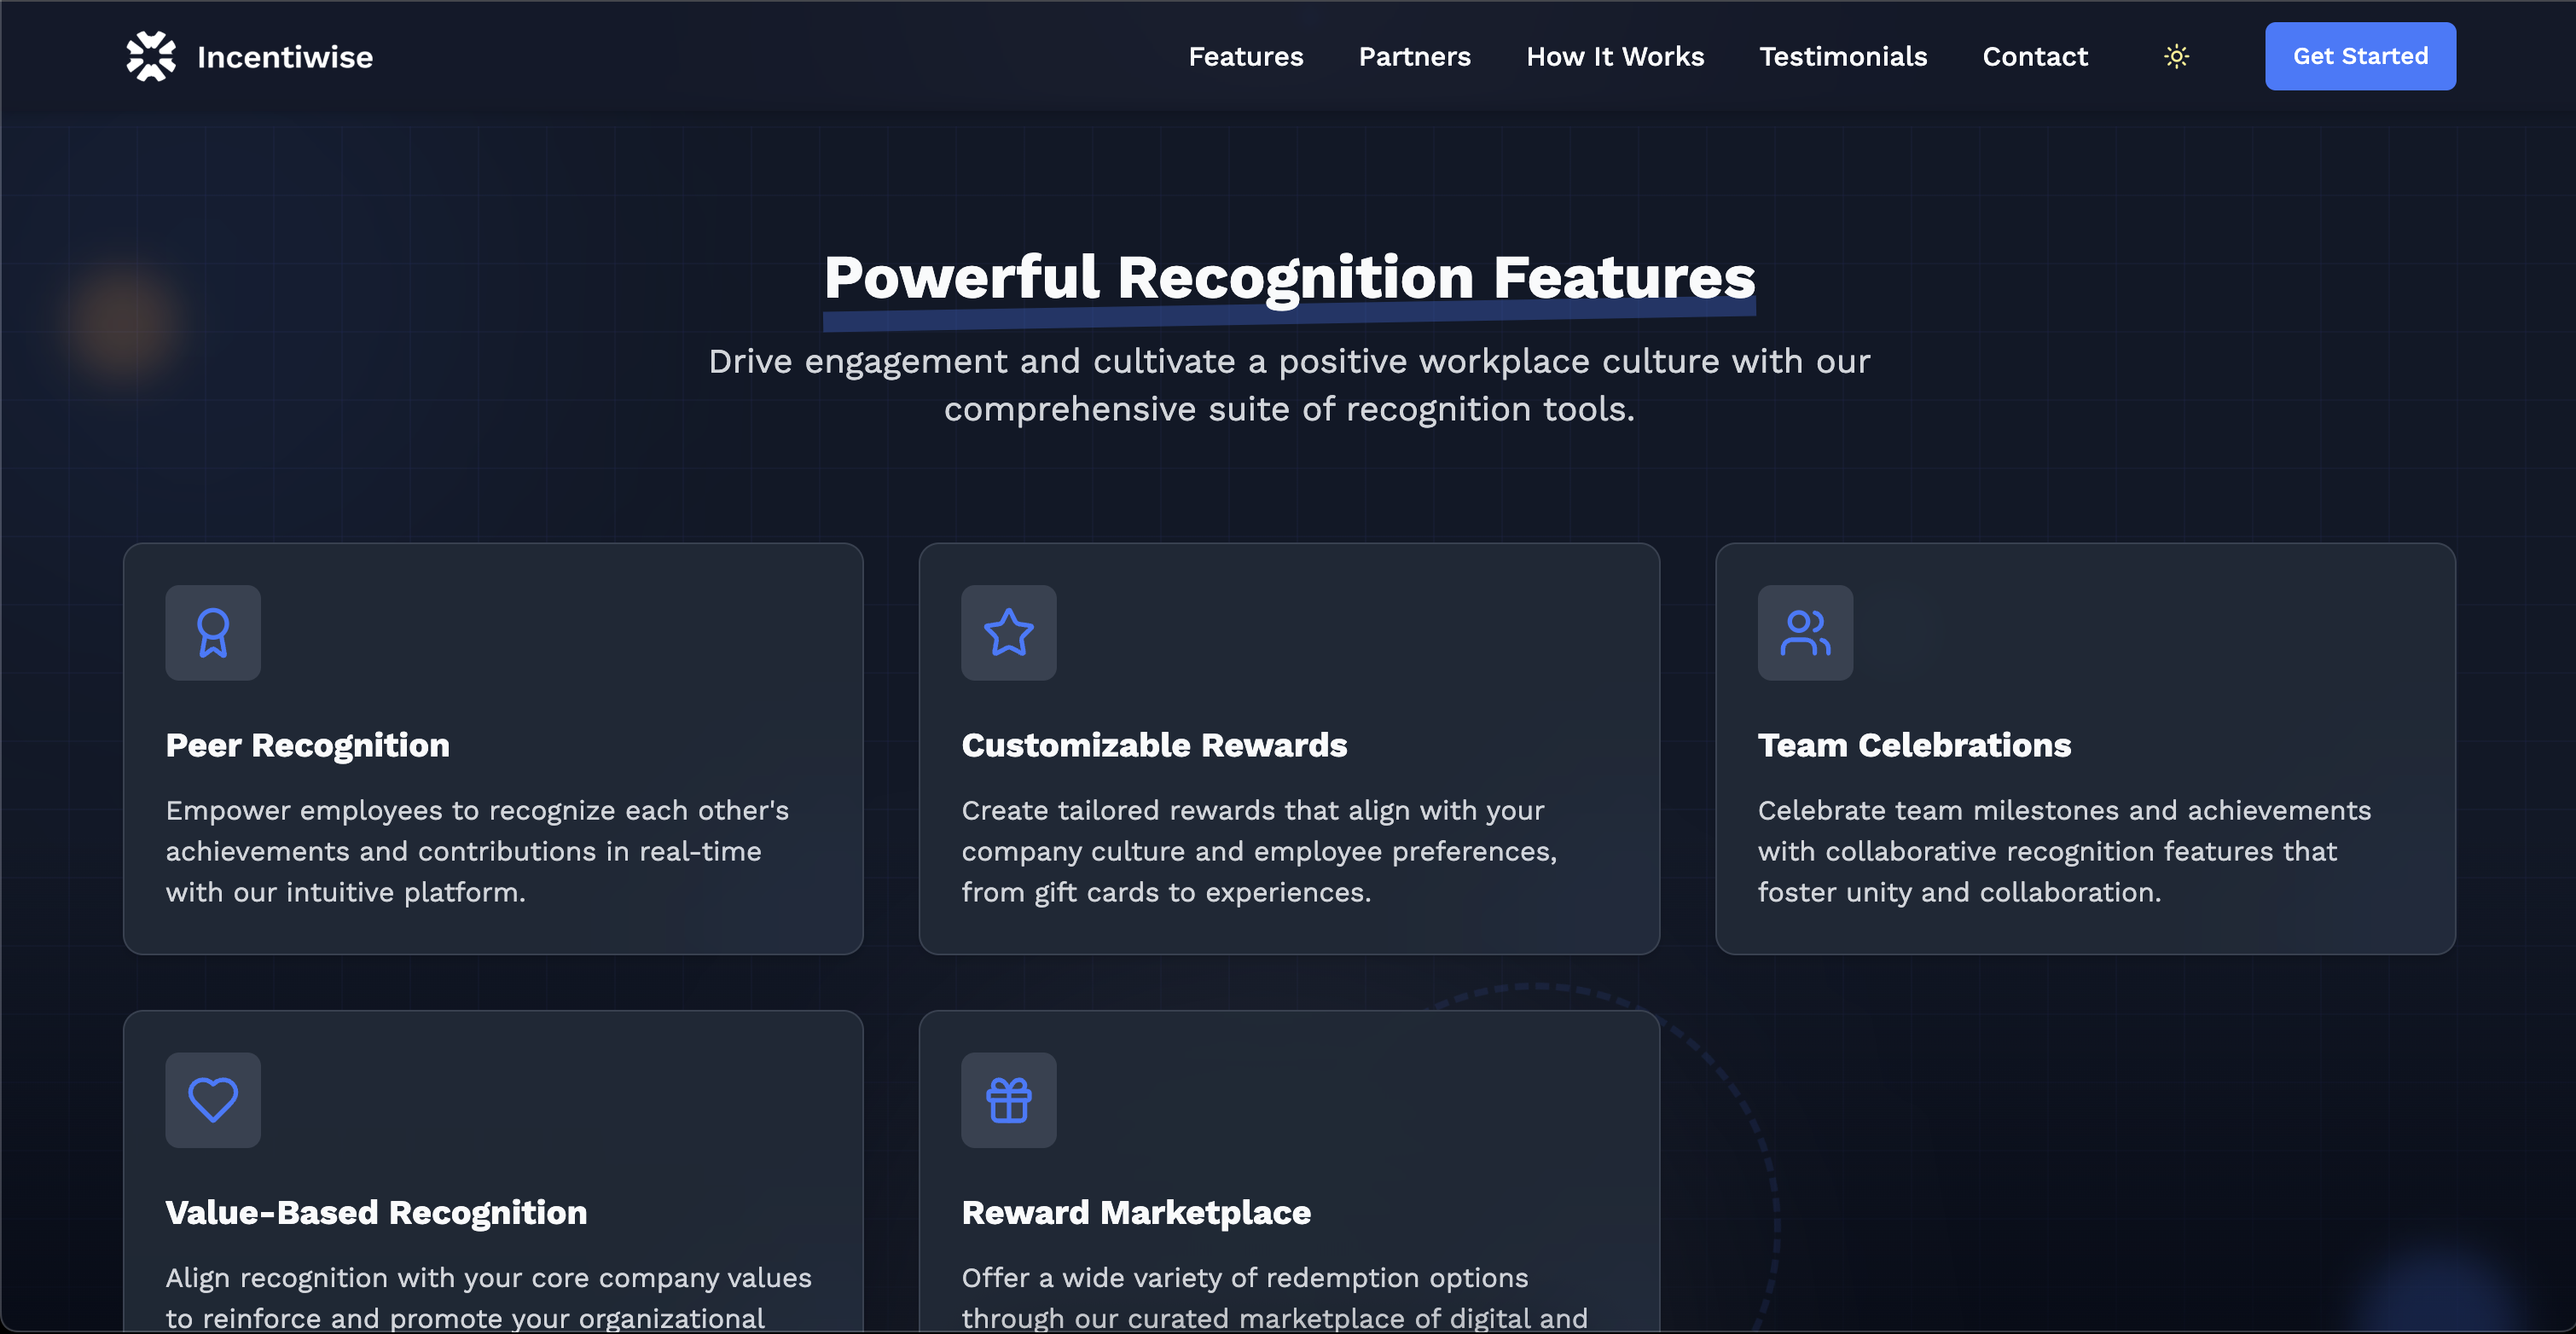 Incentiwise
Features
Partners
How It Works
Testimonials
Contact
Get Started
Powerful Recognition Features
Drive engagement and cultivate a positive workplace culture with our
comprehensive suite of recognition tools.
Peer Recognition
Empower employees to recognize each other's
achievements and contributions in real-time
with our intuitive platform.
Customizable Rewards
Create tailored rewards that align with your
company culture and employee preferences,
from gift cards to experiences.
Team Celebrations
Celebrate team milestones and achievements
with collaborative recognition features that
foster unity and collaboration.
Value-Based Recognition
Align recognition with your core company values
to reinforce and promote your organizational
Reward Marketplace
Offer a wide variety of redemption options
through our curated marketplace of digital and